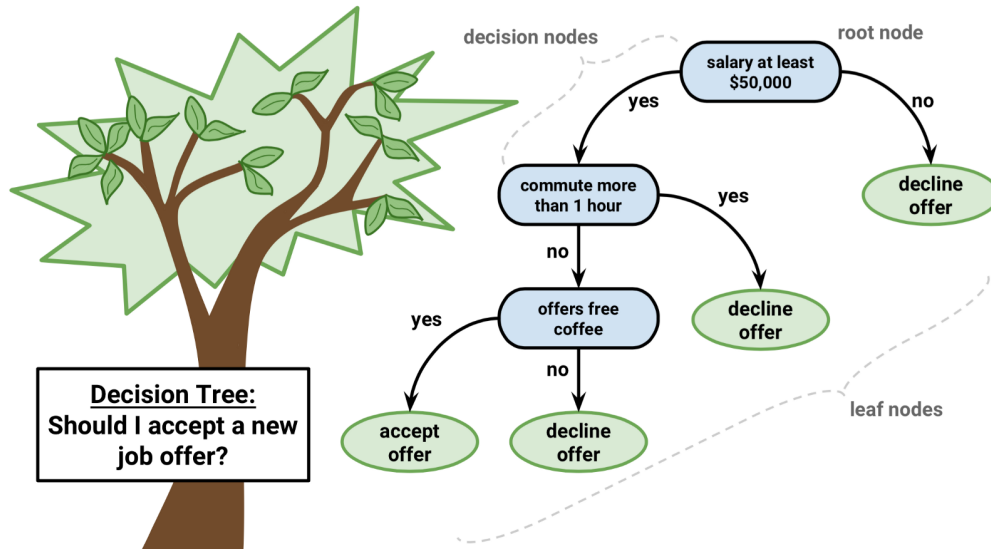 decision nodes
root node
salary at least
$50,000
yes
no
commute more
than 1 hour
yes
decline
offer
no
offers free
coffee
decline
offer
yes
no
Decision Tree:
Should I accept a new
job offer?
accept
offer
decline
offer
leaf nodes